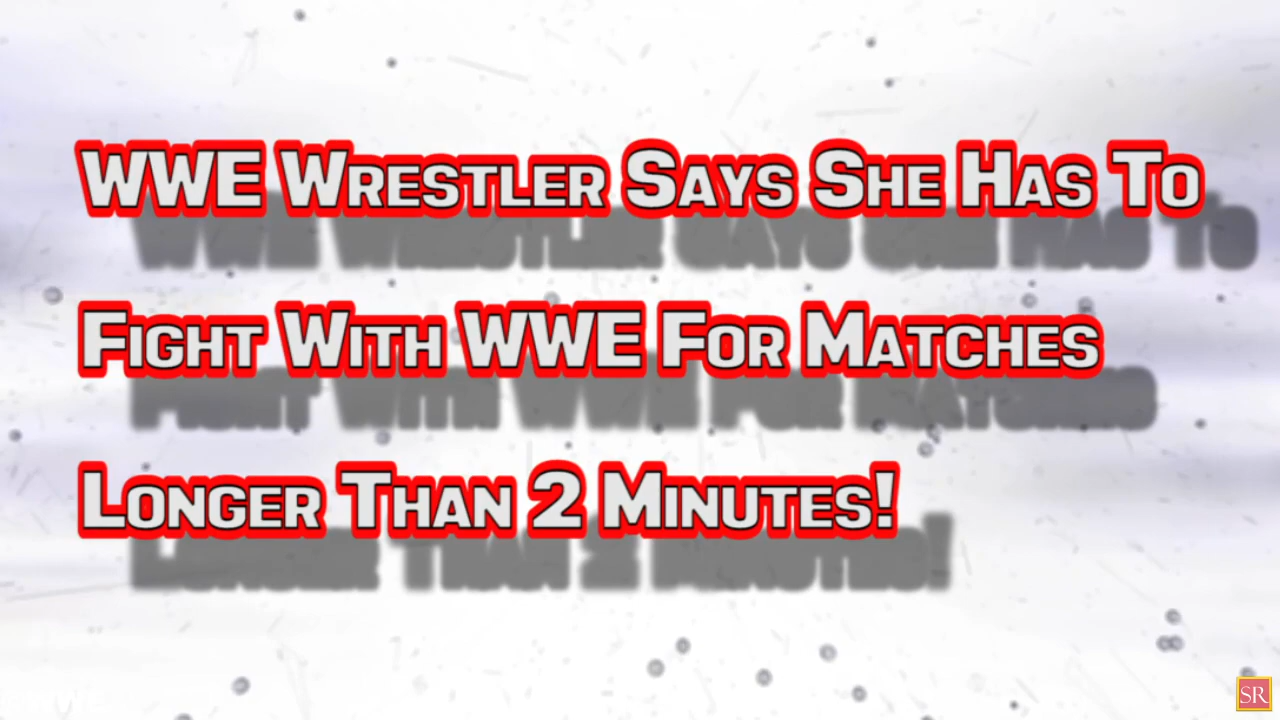 WWE Wrestler Says She Has To
Fight With WWE For Matches
Longer Than 2 Minutes!
SR